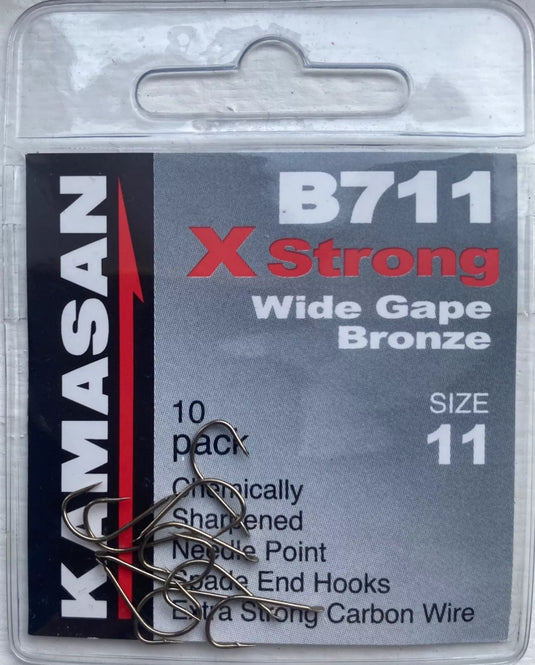 KAMASAN
B711
X Strong
Wide Gape
Bronze
10
pack
SIZE
11
Chemically
Sharpened
Needle Point
Spade End Hooks
Extra Strong Carbon Wire